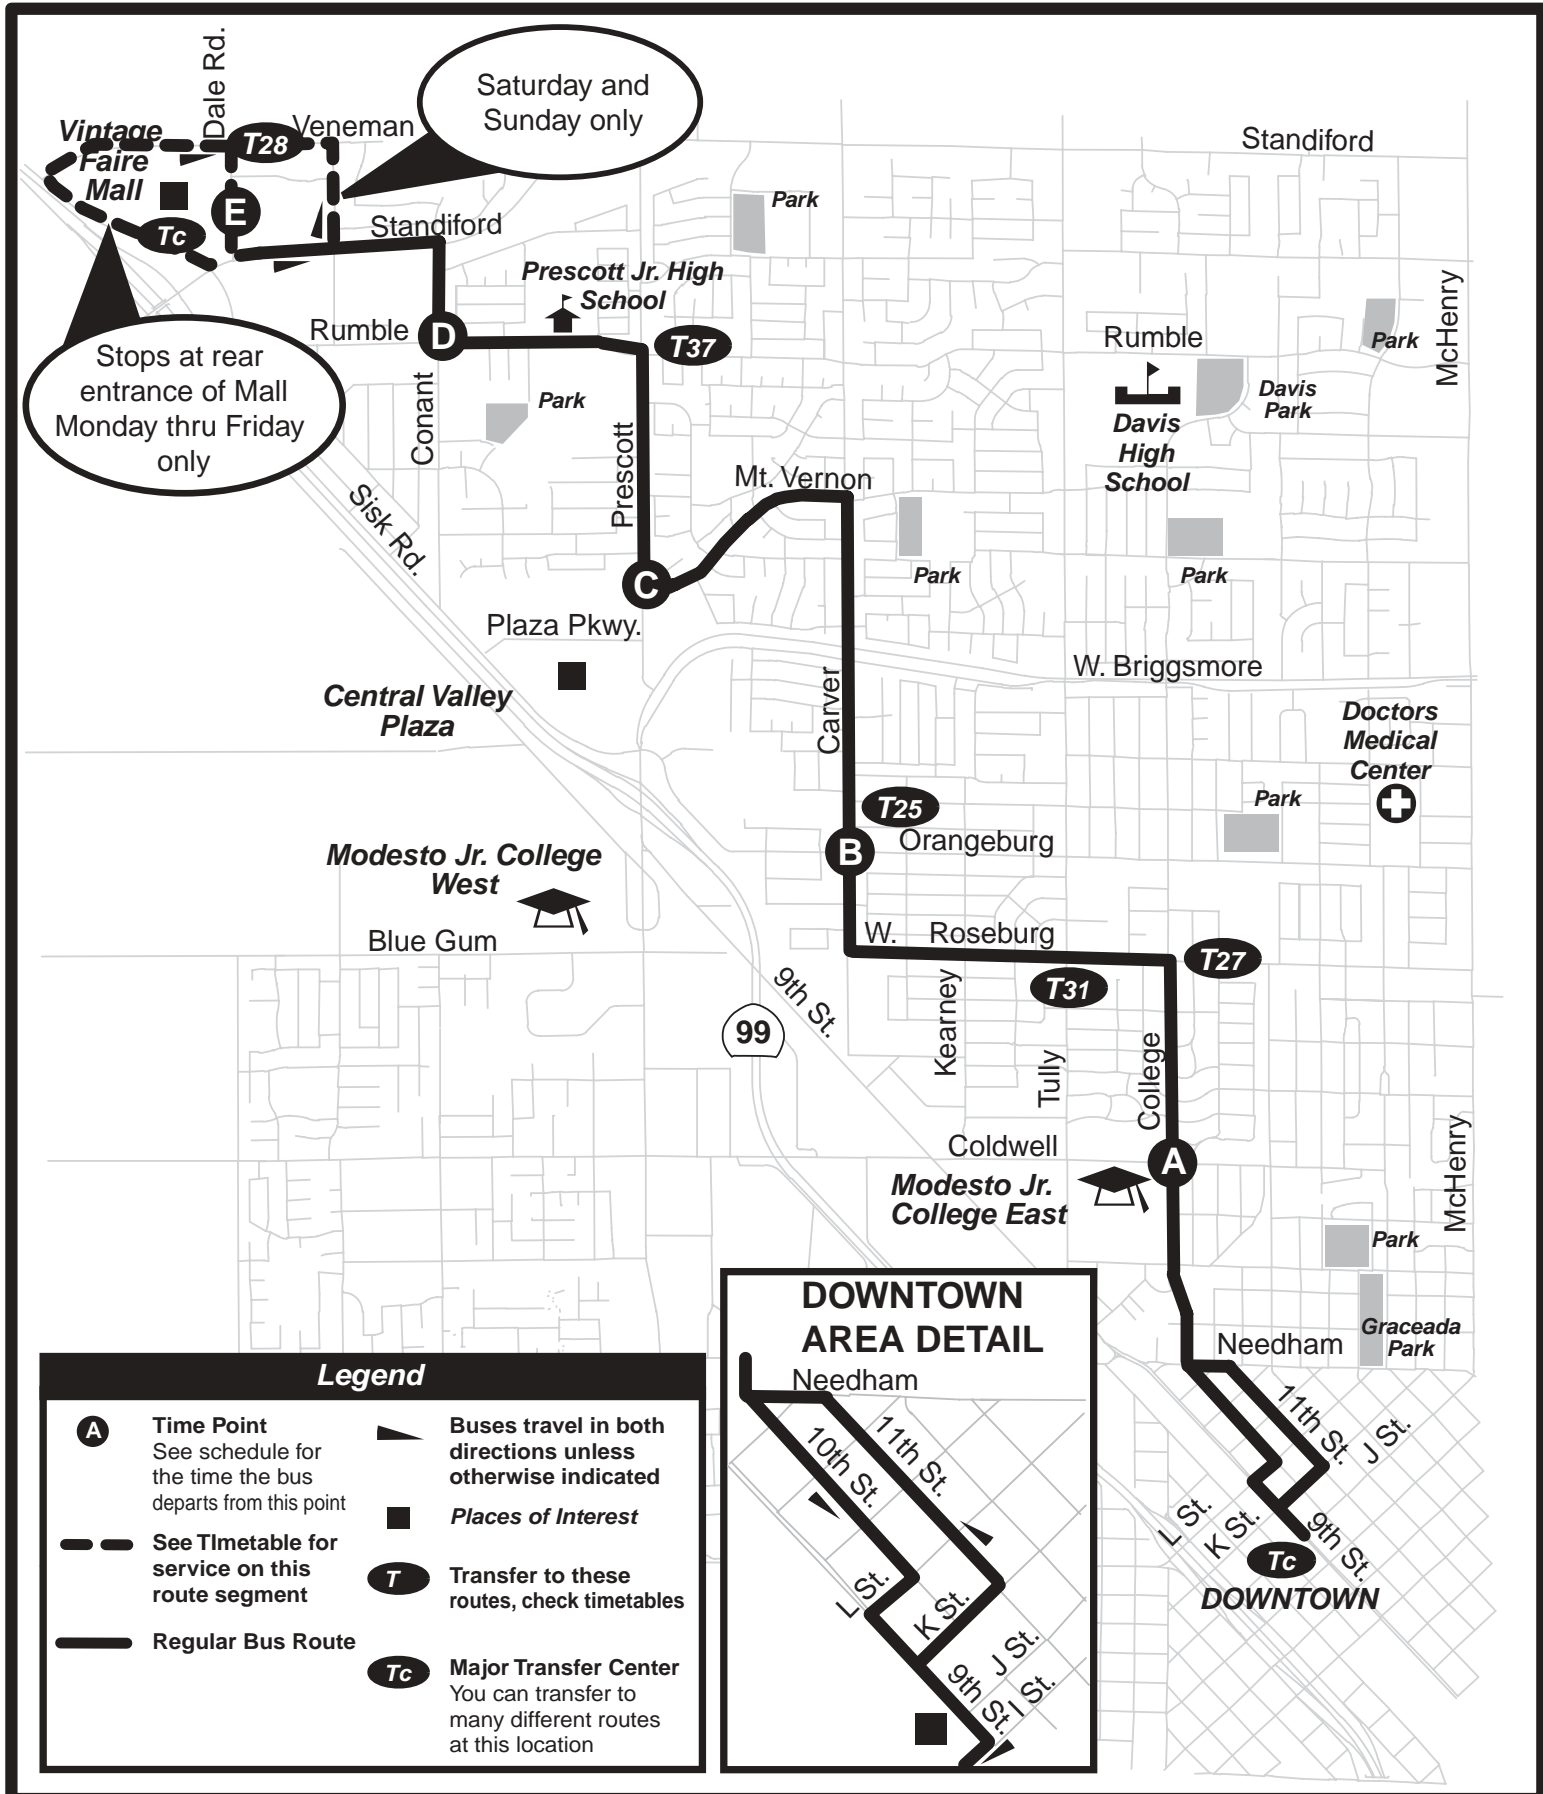 Dale Rd.
Saturday and
Sunday only
Vintage
Faire
Mall
T28
Veneman
Standiford
E
Tc
Standiford
Park
Prescott Jr. High
School
Rumble
D
T37
Rumble
Park
McHenry
Stops at rear
entrance of Mall
Monday thru Friday
only
Conant
Park
Prescott
Davis
Park
Davis
High
School
Mt. Vernon
Sisk Rd.
Park
Park
C
Plaza Pkwy.
W. Briggsmore
Central Valley
Plaza
Carver
Doctors
Medical
Center
Park
T25
B
Orangeburg
Modesto Jr. College
West
Blue Gum
W. Roseburg
T27
T31
9th St.
99
Kearney
Tully
College
Coldwell
A
Modesto Jr.
College East
McHenry
Park
Graceada
Park
Needham
11th St.
J St.
L St.
K St.
9th St.
Tc
DOWNTOWN
DOWNTOWN
AREA DETAIL
Needham
10th St.
11th St.
L St.
K St.
J St.
9th St.
I St.
Legend
A
Time Point
See schedule for
the time the bus
departs from this point
See TImetable for
service on this
route segment
Regular Bus Route
Buses travel in both
directions unless
otherwise indicated
Places of Interest
T
Transfer to these
routes, check timetables
Tc
Major Transfer Center
You can transfer to
many different routes
at this location